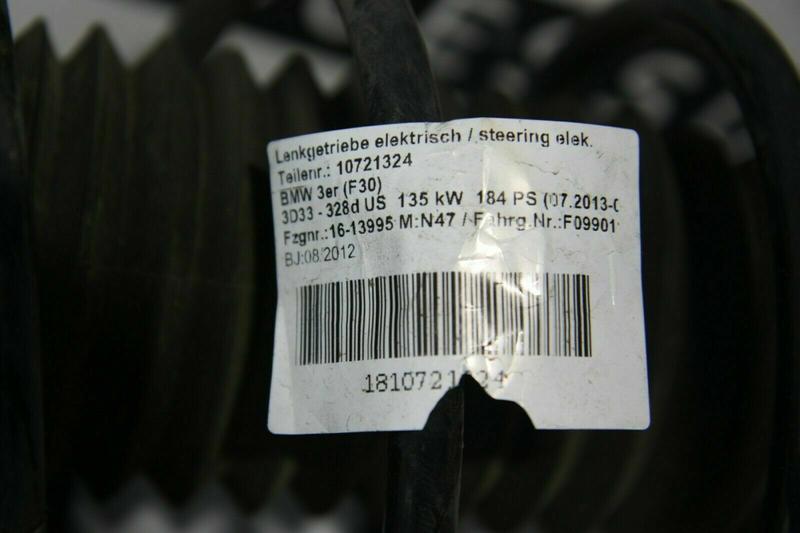 Lenkgetriebe elektrisch / steering elek.
Teilenr.: 10721324
BMW 3er (F30)
3D33 - 328d US 135 kW 184 PS (07.2013-0
Fzgnr.:16-13995 M:N47 / Fahrg.Nr.:F09901
BJ:08/2012
1810721324